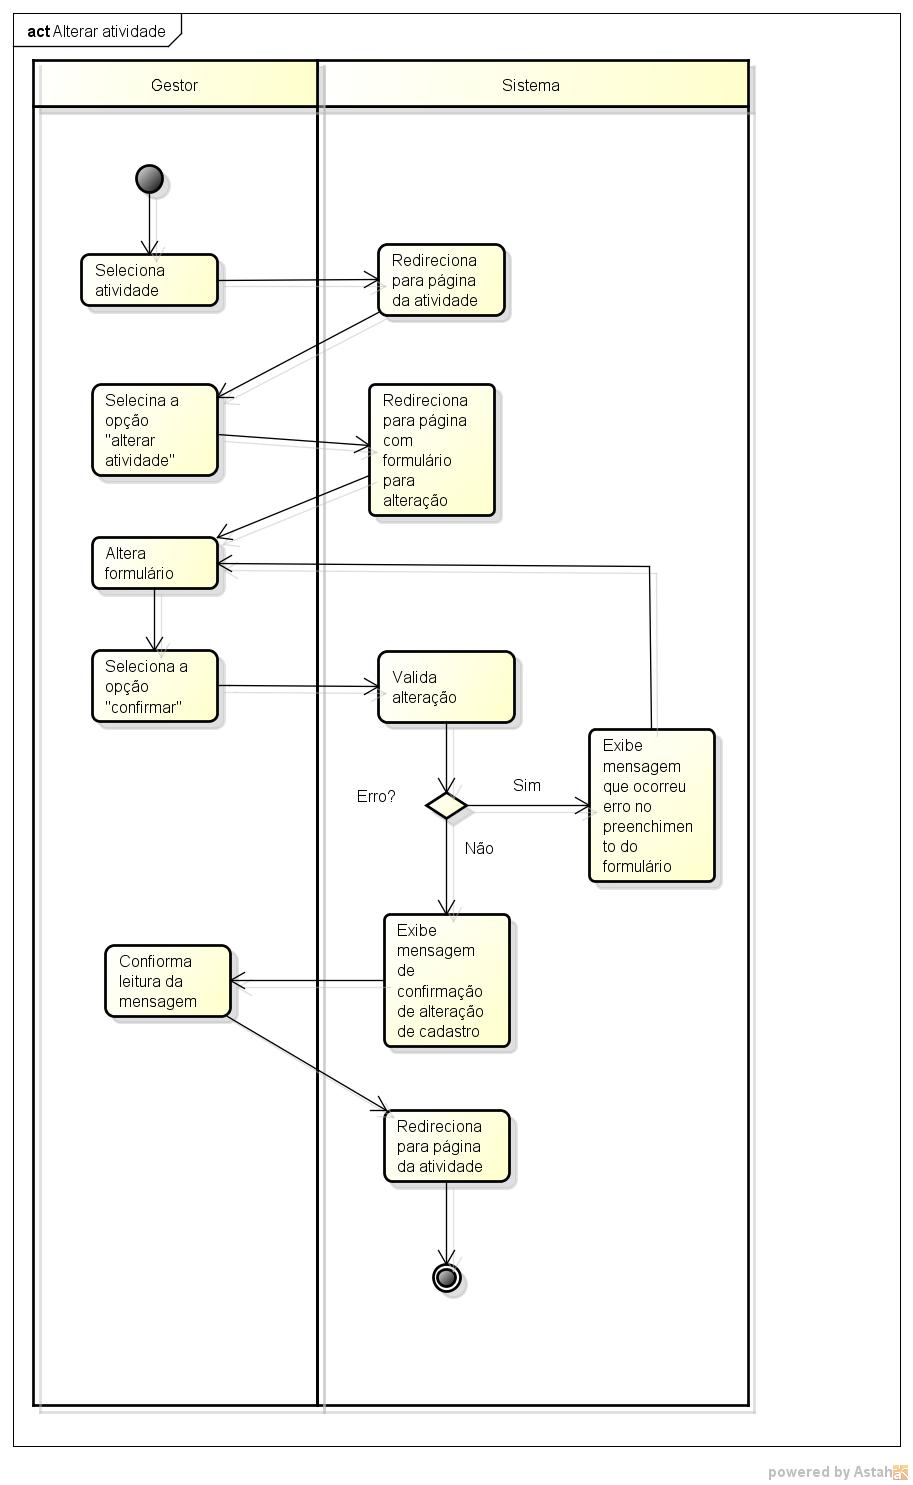 act Alterar atividade
Gestor
Sistema
Seleciona
atividade
Redireciona
para página
da atividade
Selecina a
opção
"alterar
atividade"
Redireciona
para página
com
formulário
para
alteração
Altera
formulário
Seleciona a
opção
"confirmar"
Valida
alteração
Erro?
Sim
Exibe
mensagem
que ocorreu
erro no
preenchimen
to do
formulário
Não
Exibe
mensagem
de
confirmação
de alteração
de cadastro
Confiorma
leitura da
mensagem
Redireciona
para página
da atividade
powered by Astah